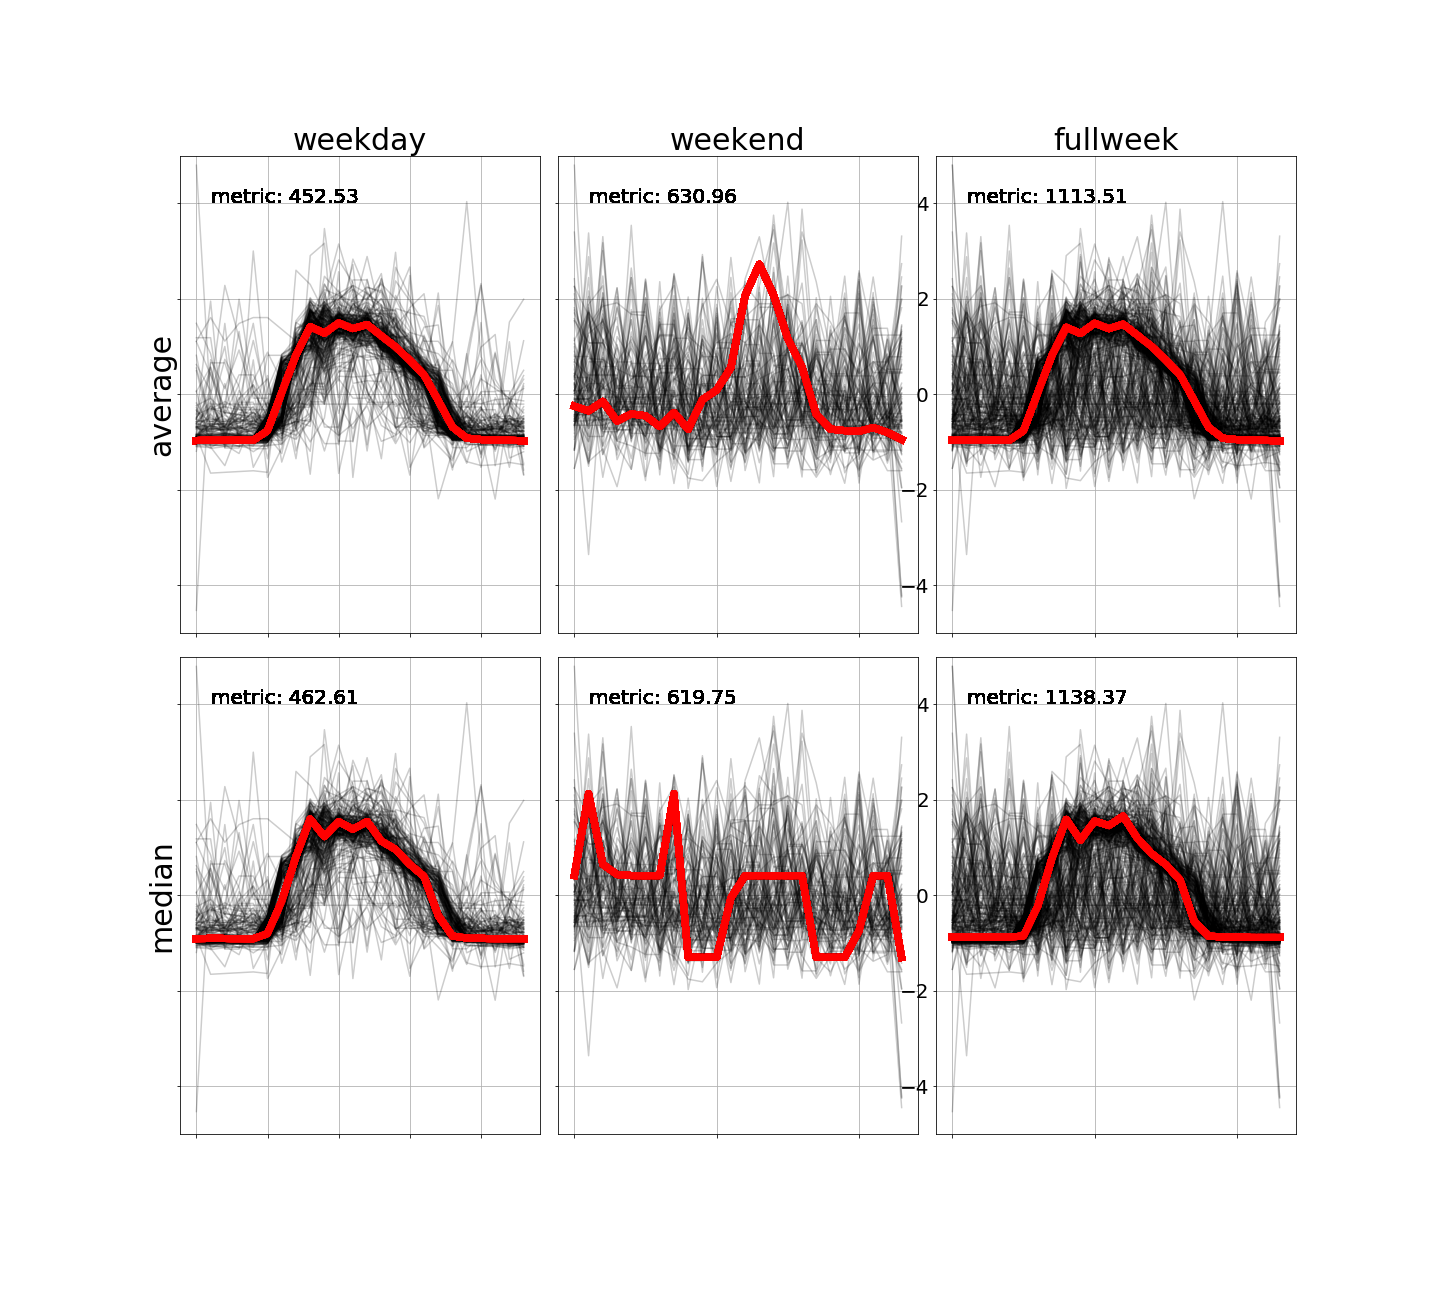 weekday weekend fullweek
average
metric: 452.53
metric: 630.96
metric: 1113.51
4
2
0
−2
−4
median
metric: 462.61
metric: 619.75
metric: 1138.37
4
2
0
−2
−4